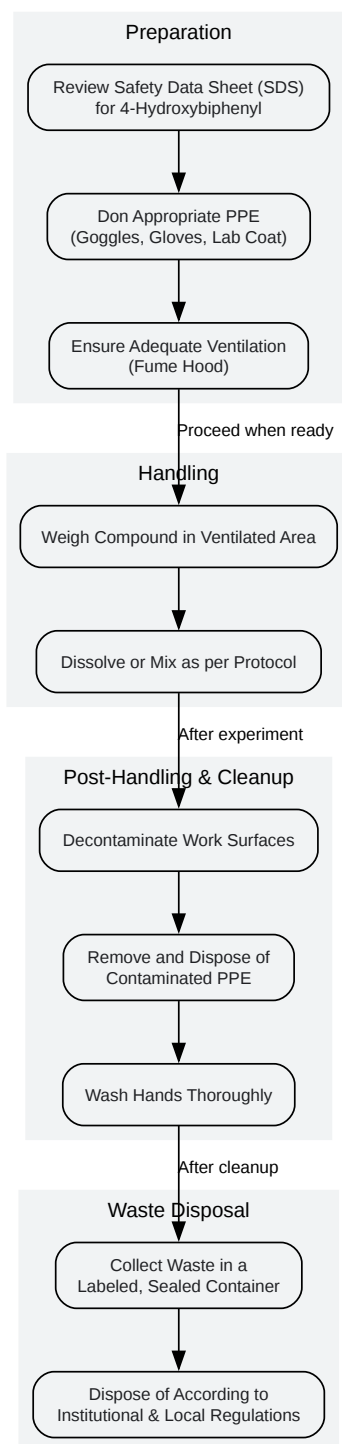 Preparation
Review Safety Data Sheet (SDS)
for 4-Hydroxybiphenyl
Don Appropriate PPE
(Goggles, Gloves, Lab Coat)
Ensure Adequate Ventilation
(Fume Hood)
Proceed when ready
Handling
Weigh Compound in Ventilated Area
Dissolve or Mix as per Protocol
After experiment
Post-Handling & Cleanup
Decontaminate Work Surfaces
Remove and Dispose of
Contaminated PPE
Wash Hands Thoroughly
After cleanup
Waste Disposal
Collect Waste in a
Labeled, Sealed Container
Dispose of According to
Institutional & Local Regulations